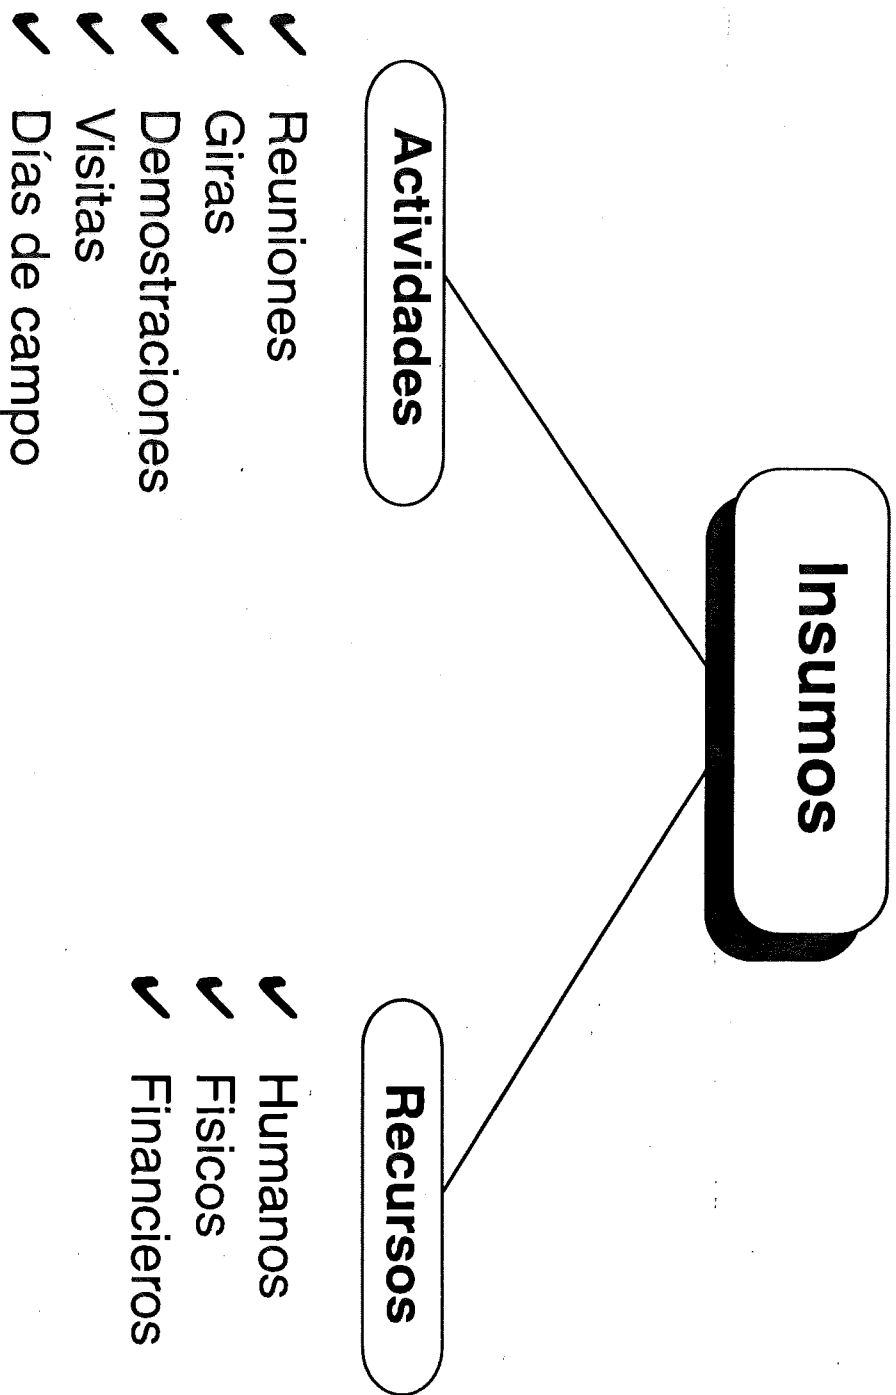 Insumos
Actividades
✔ Reuniones
✔ Giras
✔ Demostraciones
✔ Visitas
✔ Días de campo
Recursos
✔ Humanos
✔ Fisicos
✔ Financieros